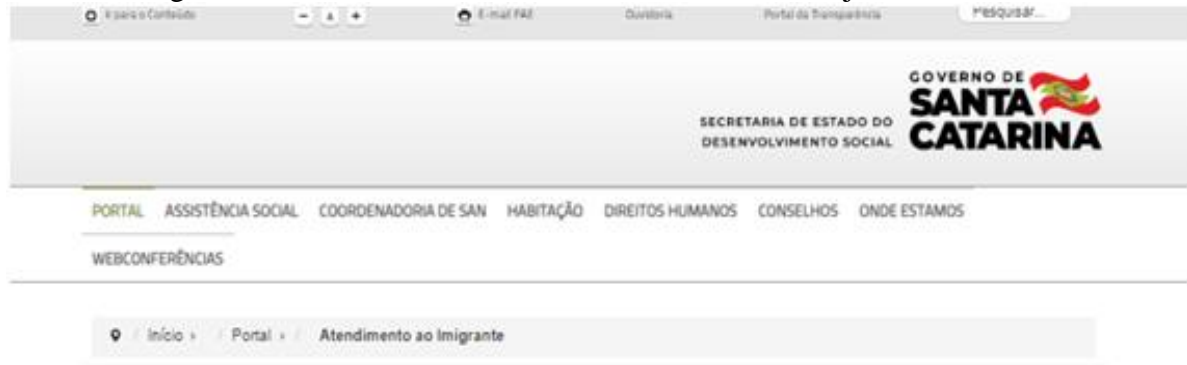 Ir para o Conteúdo - A + E-mail PAE Ouvidoria Portal da Transparência Pesquisar...
GOVERNO DE
SANTA
CATARINA
SECRETARIA DE ESTADO DO
DESENVOLVIMENTO SOCIAL
PORTAL ASSISTÊNCIA SOCIAL COORDENADORIA DE SAN HABITAÇÃO DIREITOS HUMANOS CONSELHOS ONDE ESTAMOS
WEBCONFERÊNCIAS
/ Início › / Portal › / Atendimento ao Imigrante